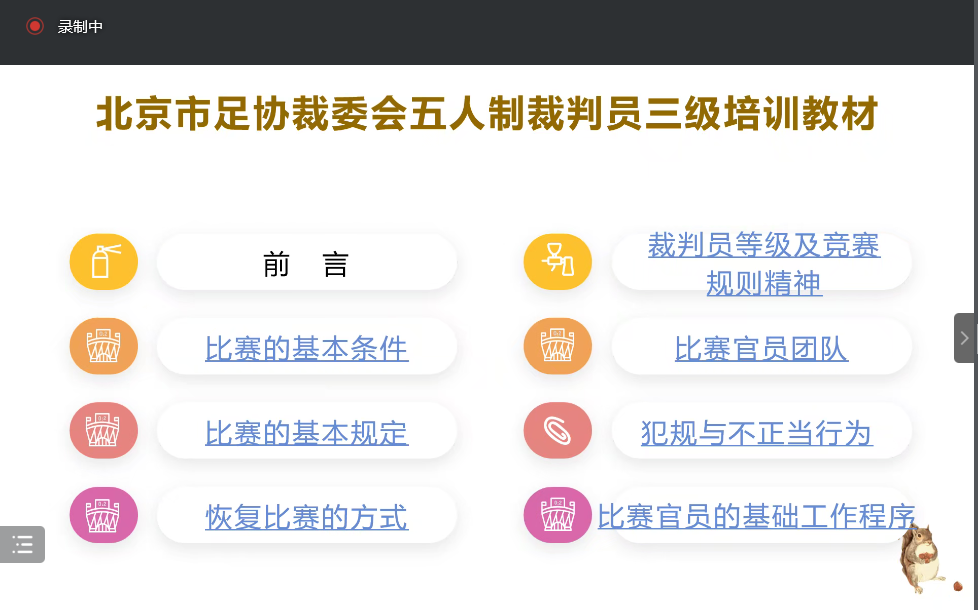 录制中
北京市足协裁委会五人制裁判员三级培训教材
前 言
裁判员等级及竞赛
规则精神
比赛的基本条件
比赛官员团队
比赛的基本规定
犯规与不正当行为
恢复比赛的方式
比赛官员的基础工作程序